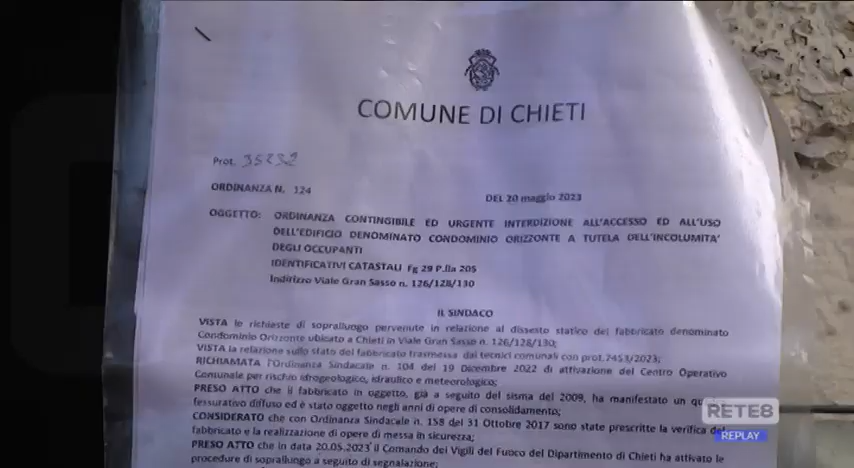 COMUNE DI CHIETI
Prot. 35232
ORDINANZA N. 124
DEL 20 maggio 2023
OGGETTO: ORDINANZA CONTINGIBILE ED URGENTE INTERDIZIONE ALL'ACCESSO ED ALL'USO
DELL'EDIFICIO DENOMINATO CONDOMINIO ORIZZONTE A TUTELA DELL'INCOLUMITA'
DEGLI OCCUPANTI
IDENTIFICATIVI CATASTALI Fg 29 P.lla 205
Indirizzo Viale Gran Sasso n. 126/128/130
IL SINDACO
VISTA le richieste di sopralluogo pervenute in relazione al dissesto statico del fabbricato denominato
Condominio Orizzonte ubicato a Chieti in Viale Gran Sasso n. 126/128/130;
VISTA la relazione sullo stato del fabbricato trasmessa dai tecnici comunali con prot.7453/2023;
RICHIAMATA l'Ordinanza Sindacale n. 104 del 19 Dicembre 2022 di attivazione del Centro Operativo
Comunale per rischio idrogeologico, idraulico e meteorologico;
PRESO ATTO che il fabbricato in oggetto, già a seguito del sisma del 2009, ha manifestato un
fessurativo diffuso ed è stato oggetto negli anni di opere di consolidamento;
CONSIDERATO che con Ordinanza Sindacale n. 158 del 31 Ottobre 2017 sono state prescritte la verifica del
fabbricato e la realizzazione di opere di messa in sicurezza;
PRESO ATTO che in data 20.05.2023 il Comando dei Vigili del Fuoco del Dipartimento di Chieti ha attivato le
procedure di sopralluogo a seguito di segnalazione;
RETE8
REPLAY